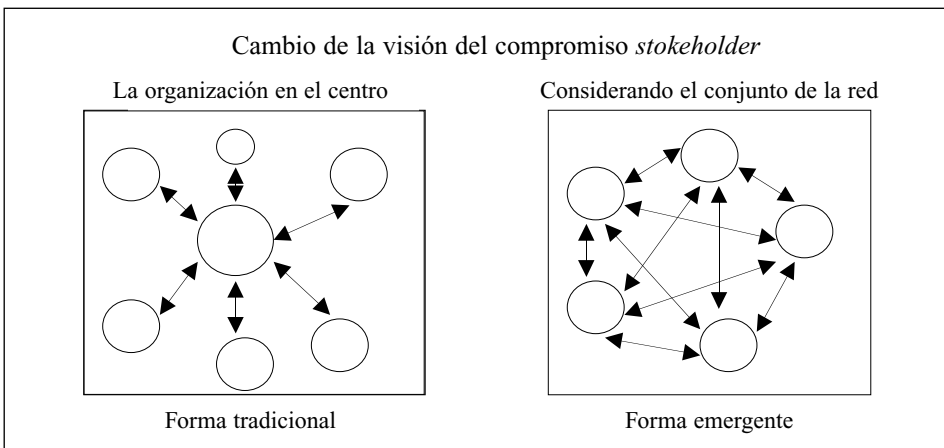 Cambio de la visión del compromiso stokeholder
La organización en el centro
Considerando el conjunto de la red
Forma tradicional
Forma emergente